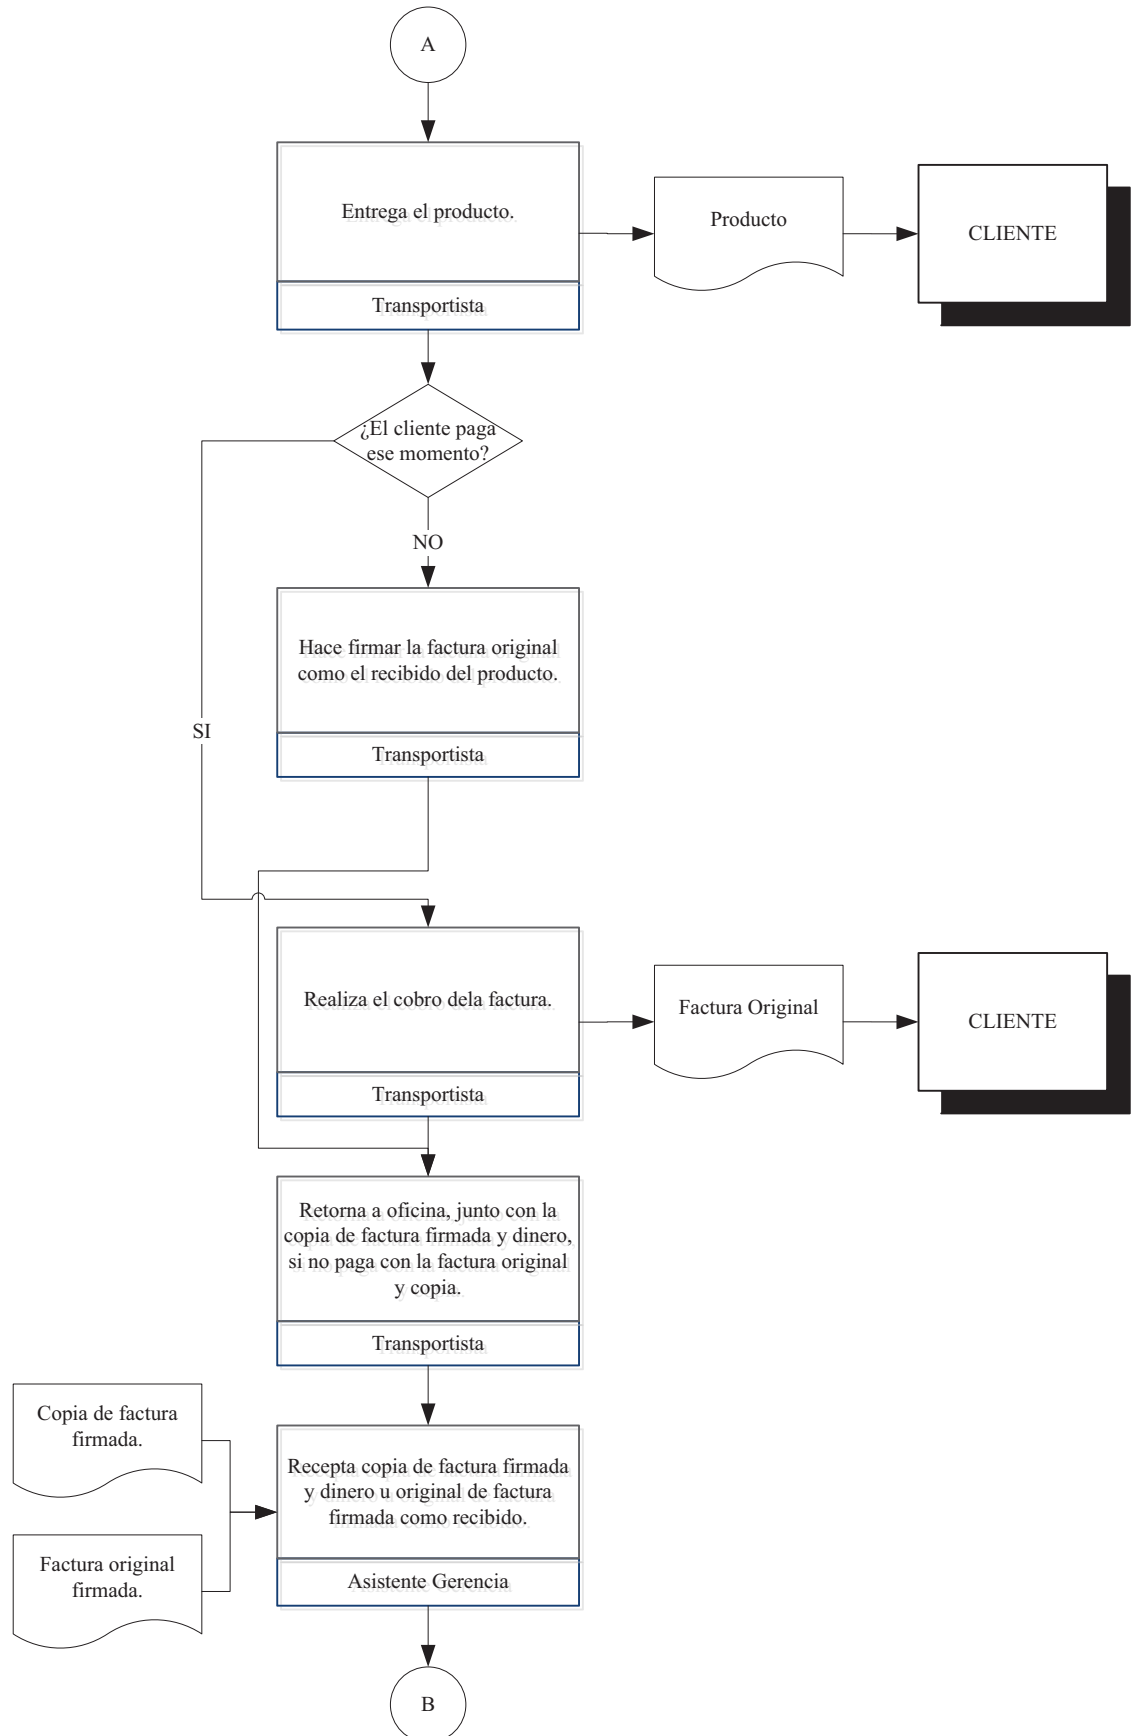 A
Entrega el producto.
Transportista
Producto
CLIENTE
¿El cliente paga
ese momento?
NO
Hace firmar la factura original
como el recibido del producto.
Transportista
SI
Realiza el cobro dela factura.
Transportista
Factura Original
CLIENTE
Retorna a oficina, junto con la
copia de factura firmada y dinero,
si no paga con la factura original
y copia.
Transportista
Copia de factura
firmada.
Factura original
firmada.
Recepta copia de factura firmada
y dinero u original de factura
firmada como recibido.
Asistente Gerencia
B